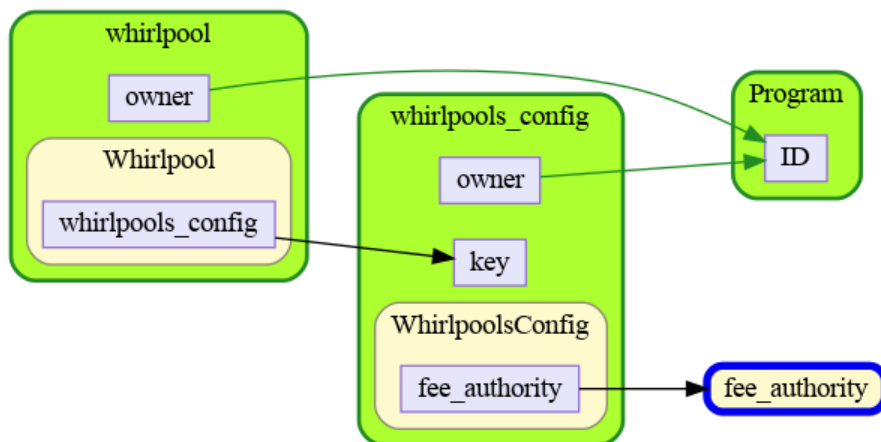 whirlpool
owner
Whirlpool
whirlpools_config
whirlpools_config
owner
key
WhirlpoolsConfig
fee_authority
Program
ID
fee_authority